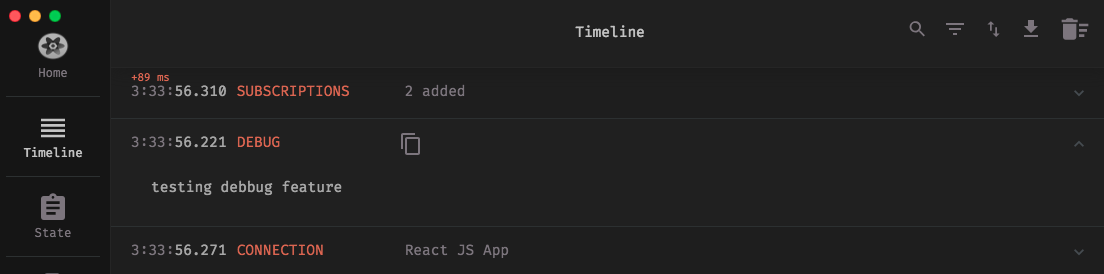 Home
Timeline
State
Timeline
+89 ms
3:33:56.310 SUBSCRIPTIONS 2 added
3:33:56.221 DEBUG
testing debbug feature
3:33:56.271 CONNECTION React JS App